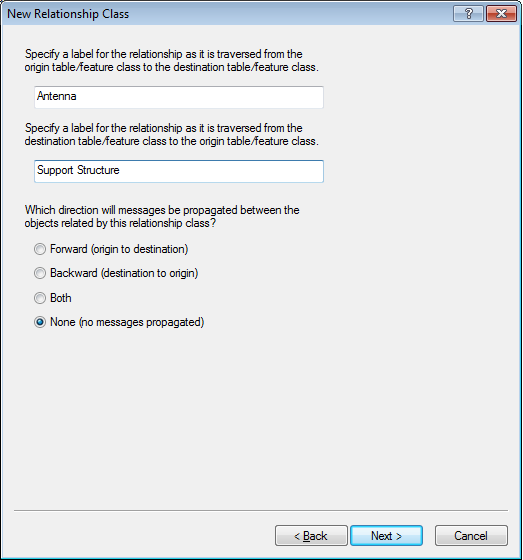 New Relationship Class
?
Specify a label for the relationship as it is traversed from the
origin table/feature class to the destination table/feature class.
Antenna
Specify a label for the relationship as it is traversed from the
destination table/feature class to the origin table/feature class.
Support Structure
Which direction will messages be propagated between the
objects related by this relationship class?
Forward (origin to destination)
Backward (destination to origin)
Both
None (no messages propagated)
< Back
Next >
Cancel